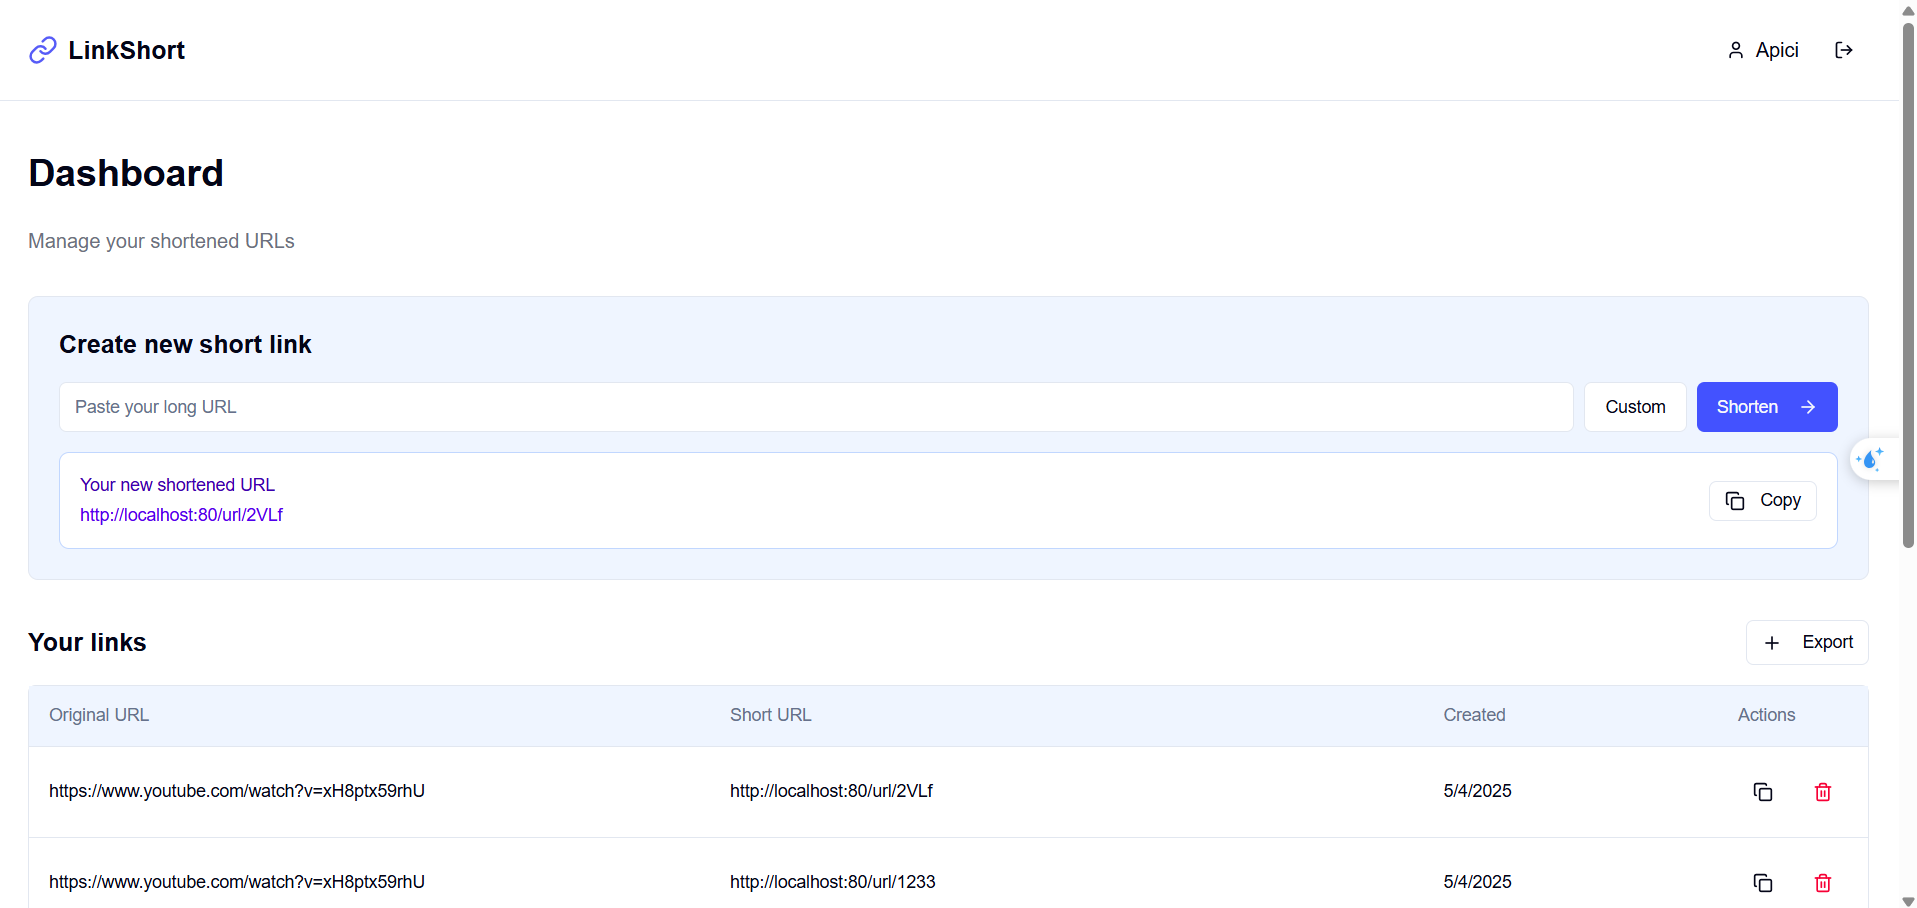 LinkShort
Apici
Dashboard
Manage your shortened URLs
Create new short link
Paste your long URL
Custom
Shorten
Your new shortened URL
http://localhost:80/url/2VLf
Copy
Your links
Export
Original URL Short URL Created Actions
https://www.youtube.com/watch?v=xH8ptx59rhU http://localhost:80/url/2VLf 5/4/2025
https://www.youtube.com/watch?v=xH8ptx59rhU http://localhost:80/url/1233 5/4/2025